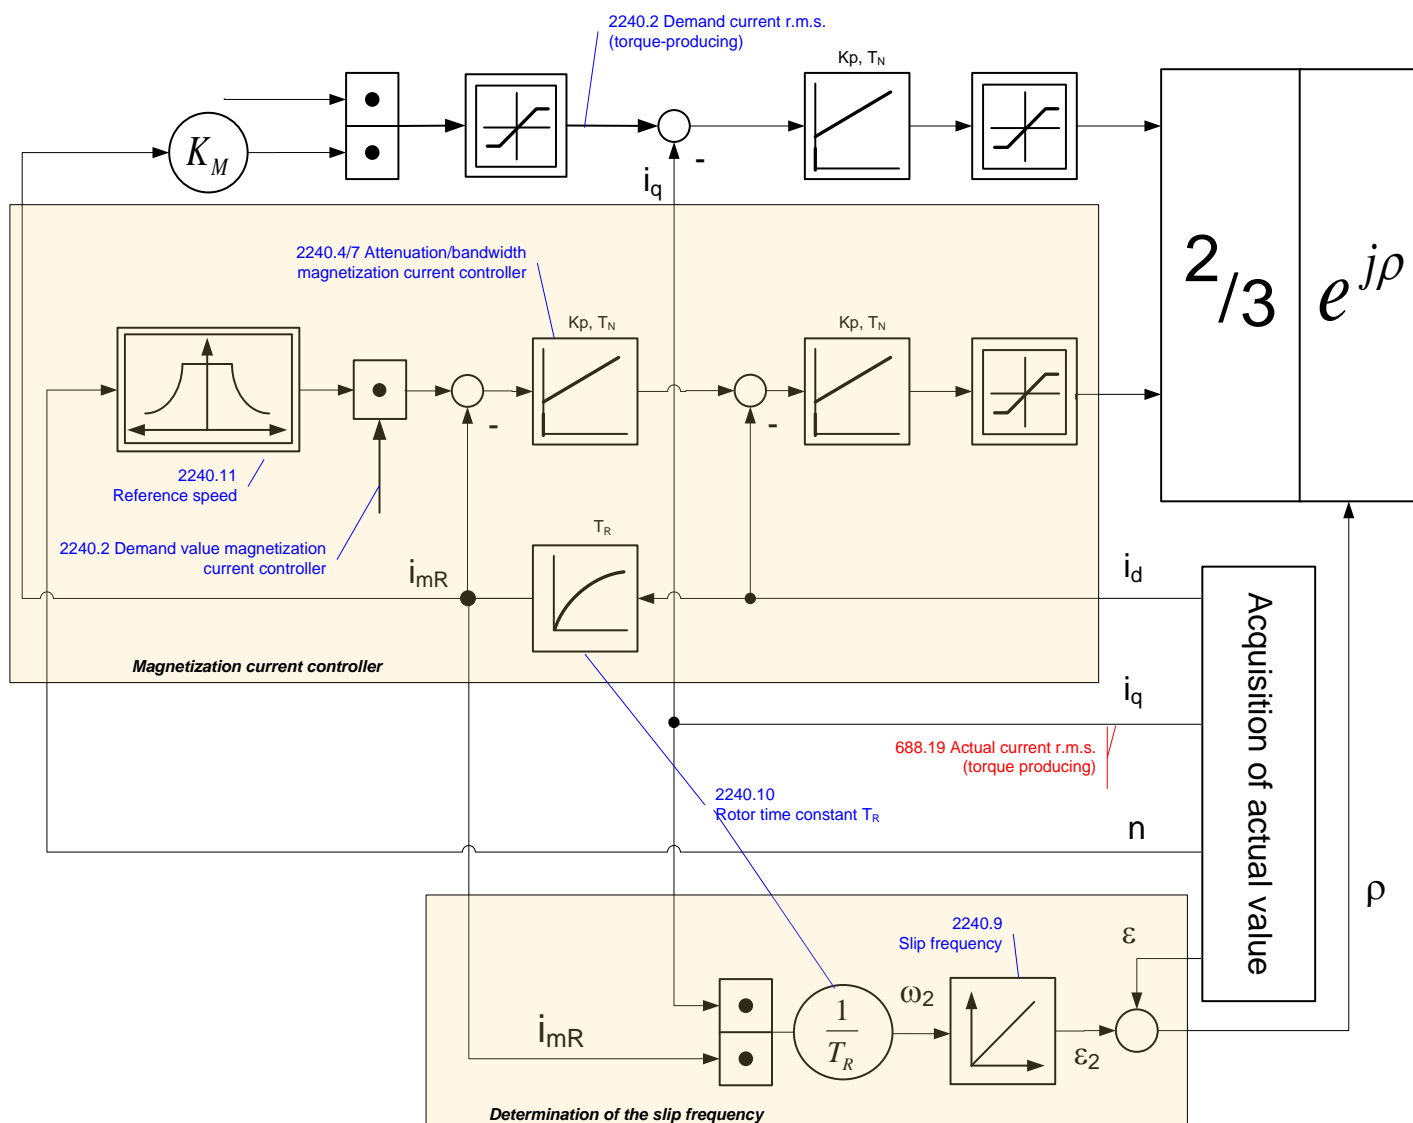 2240.2 Demand current r.m.s.
(torque-producing)
Kp, TN
KM
-
iq
2240.4/7 Attenuation/bandwidth
magnetization current controller
2/3
e^jρ
Kp, TN
Kp, TN
-
-
2240.11
Reference speed
2240.2 Demand value magnetization
current controller
TR
imR
id
Magnetization current controller
iq
688.19 Actual current r.m.s.
(torque producing)
2240.10
Rotor time constant TR
n
Acquisition of actual value
ρ
2240.9
Slip frequency
ε
ω2
1
TR
imR
ε2
Determination of the slip frequency